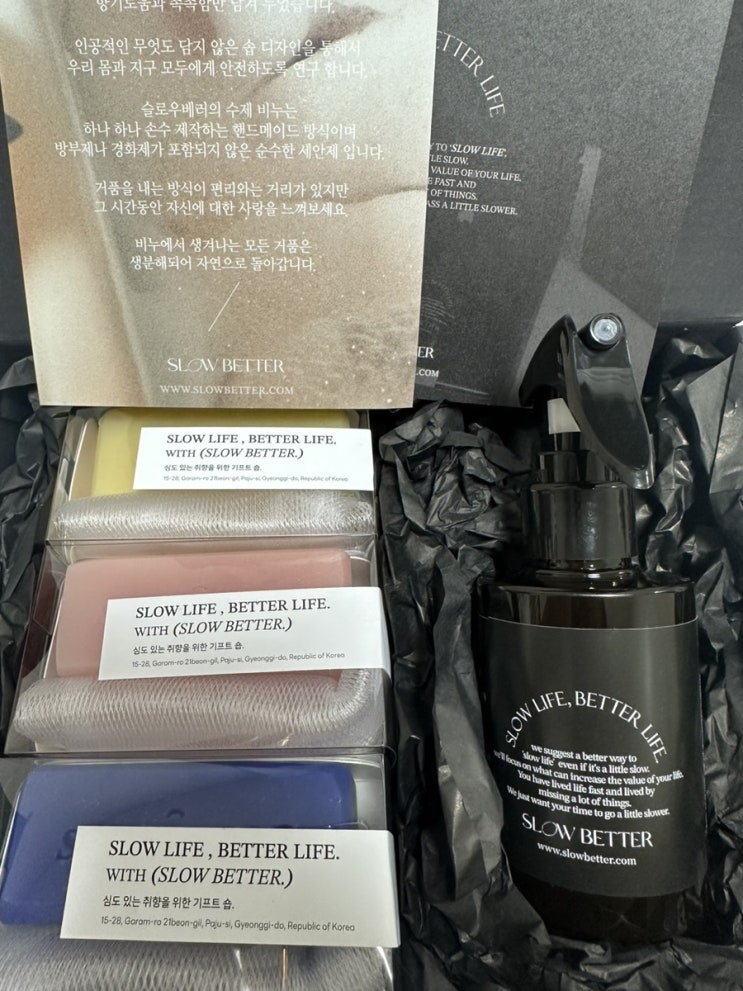 향기도움과 촉촉함만 남겨 두었습니다.
인공적인 무엇도 담지 않은 숍 디자인을 통해서
우리 몸과 지구 모두에게 안전하도록 연구 합니다.
슬로우베러의 수제 비누는
하나 하나 손수 제작하는 핸드메이드 방식이며
방부제나 경화제가 포함되지 않은 순수한 세안제 입니다.
거품을 내는 방식이 편리와는 거리가 있지만
그 시간동안 자신에 대한 사랑을 느껴보세요.
비누에서 생겨나는 모든 거품은
생분해되어 자연으로 돌아갑니다.
SLOW BETTER
WWW.SLOWBETTER.COM
ETTER LIFE
Y TO 'SLOW LIFE',
LE SLOW.
VALUE OF YOUR LIFE.
E FAST AND
OF THINGS.
ASS A LITTLE SLOWER.
ER
.COM
SLOW LIFE , BETTER LIFE.
WITH (SLOW BETTER.)
심도 있는 취향을 위한 기프트 숍.
15-28, Garam-ro 21beon-gil, Paju-si, Gyeonggi-do, Republic of Korea
SLOW LIFE , BETTER LIFE.
WITH (SLOW BETTER.)
심도 있는 취향을 위한 기프트 숍.
15-28, Garam-ro 21beon-gil, Paju-si, Gyeonggi-do, Republic of Korea
SLOW LIFE , BETTER LIFE.
WITH (SLOW BETTER.)
심도 있는 취향을 위한 기프트 숍.
15-28, Garam-ro 21beon-gil, Paju-si, Gyeonggi-do, Republic of Korea
SLOW LIFE, BETTER LIFE.
we suggest a better way to
'slow life' even if it's a little slow.
we'll focus on what can increase the value of your life.
You have lived life fast and lived by
missing a lot of things.
We just want your time to go a little slower.
SLOW BETTER
www.slowbetter.com